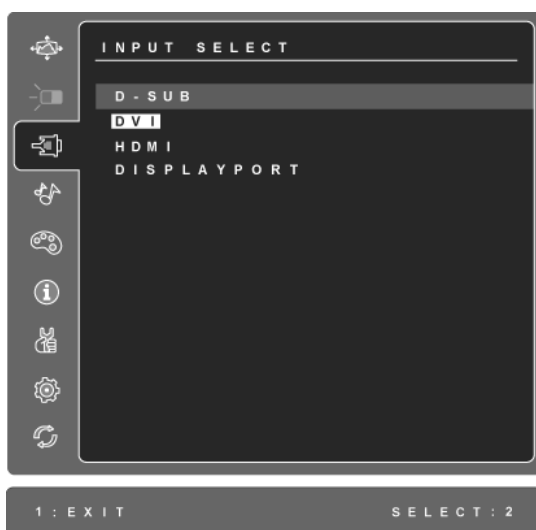 INPUT SELECT
D-SUB
DVI
HDMI
DISPLAYPORT
1:EXIT SELECT:2